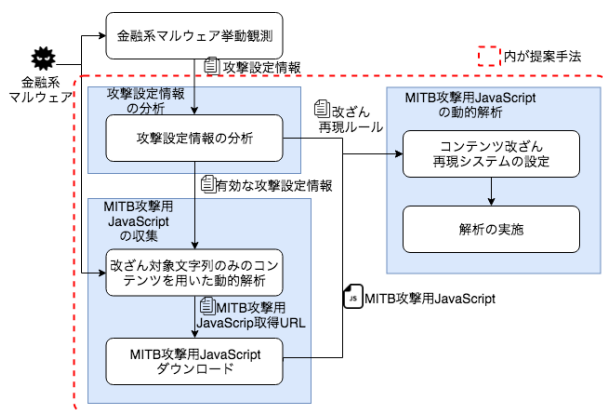 金融系マルウェア挙動観測
内が提案手法
金融系
マルウェア
攻撃設定情報
攻撃設定情報
の分析
攻撃設定情報の分析
改ざん
再現ルール
MITB攻撃用JavaScript
の動的解析
コンテンツ改ざん
再現システムの設定
解析の実施
有効な攻撃設定情報
MITB攻撃用
JavaScript
の収集
改ざん対象文字列のみのコン
テンツを用いた動的解析
MITB攻撃用
JavaScrip取得URL
JS
MITB攻撃用JavaScript
MITB攻撃用JavaScript
ダウンロード